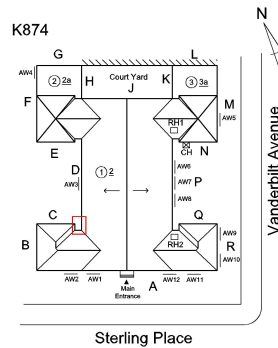 N
K874
G
L
AW4
② 2a
H
Court Yard
K
③ 3a
J
F
M
RH1
AW5
E
CH
N
AW6
D
① 2
AW7
P
AW3
AW8
C
Q
B
RH2
AW9
R
AW10
AW2
AW1
A
AW12
AW11
Main
Entrance
Vanderbilt Avenue
Sterling Place